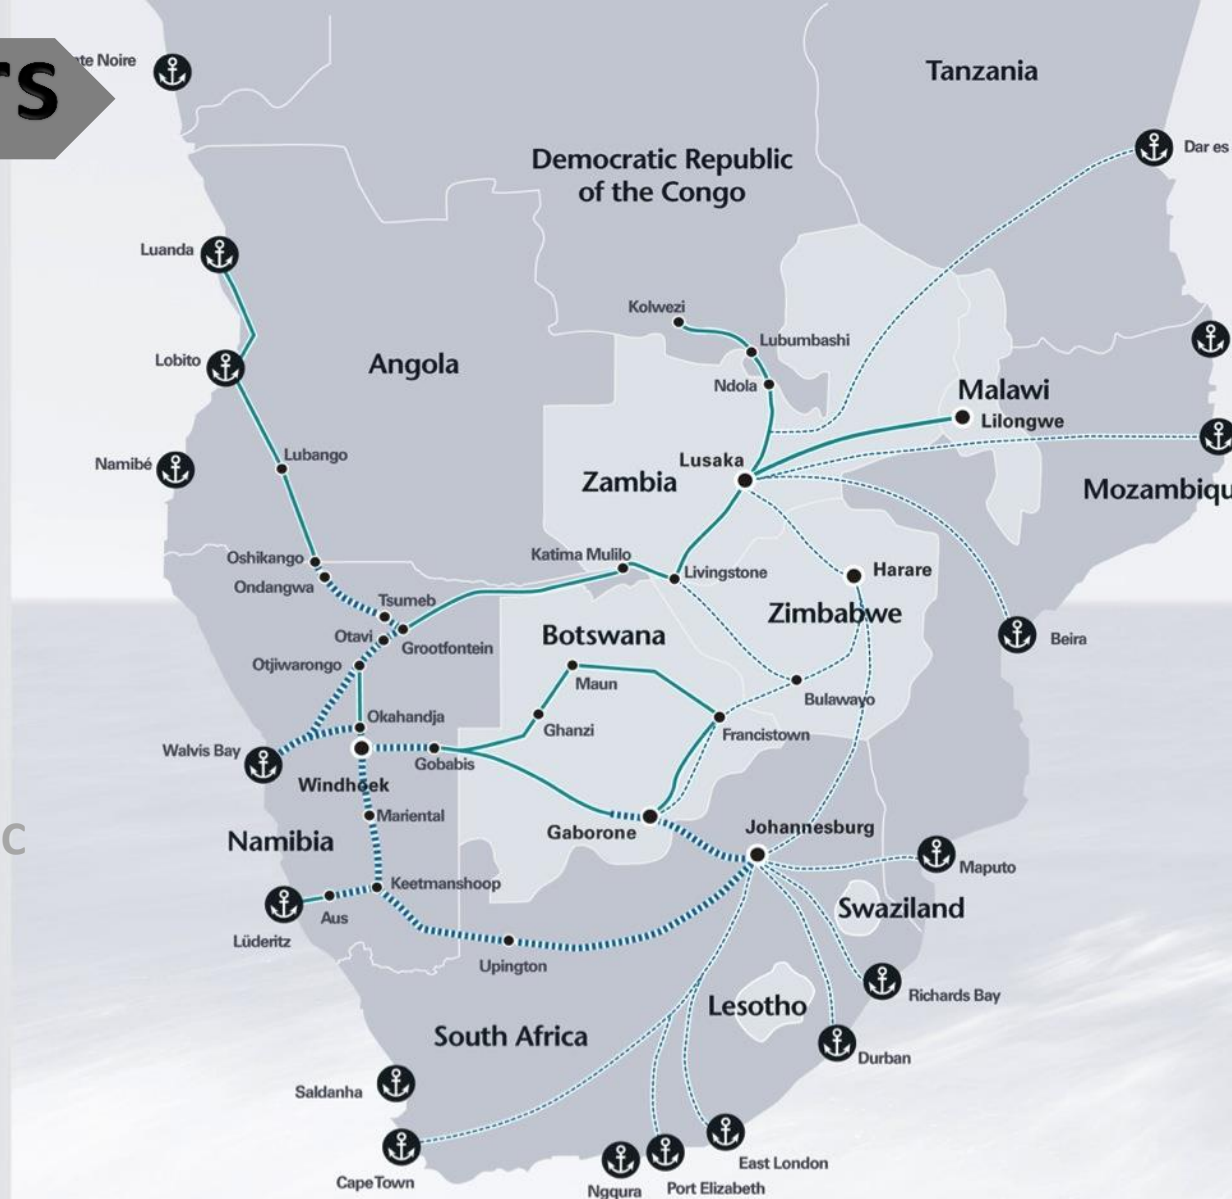 rs
nte Noire
Tanzania
Democratic Republic
of the Congo
Dar es
Luanda
Kolwezi
Lubumbashi
Lobito
Angola
Ndola
Malawi
Lilongwe
Namibé
Lubango
Lusaka
Zambia
Mozambiqu
Oshikango
Katima Mulilo
Ondangwa
Livingstone
Harare
Tsumeb
Zimbabwe
Otavi
Grootfontein
Botswana
Beira
Otjiwarongo
Maun
Bulawayo
Okahandja
Ghanzi
Francistown
Walvis Bay
Gobabis
Windhoek
Mariental
Gaborone
Johannesburg
Namibia
c
Maputo
Keetmanshoop
Swaziland
Aus
Lüderitz
Upington
Richards Bay
Lesotho
South Africa
Durban
Saldanha
East London
Cape Town
Port Elizabeth
Ngqura